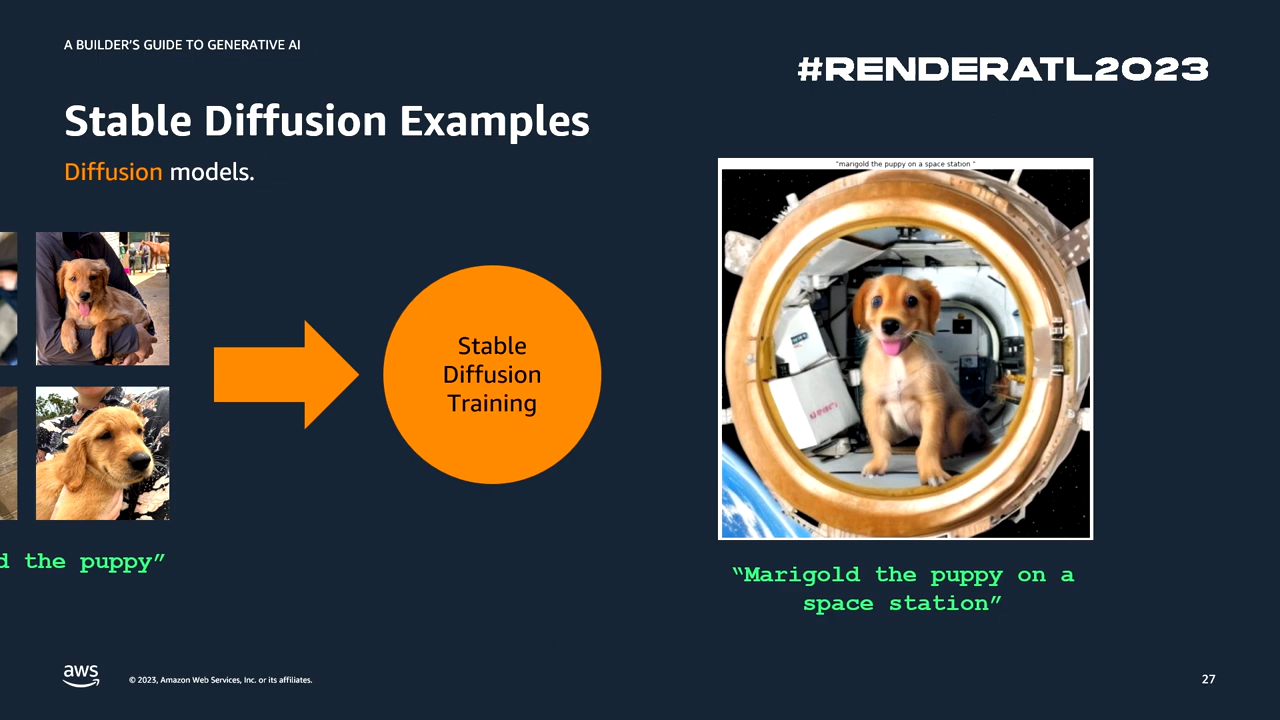 A BUILDER’S GUIDE TO GENERATIVE AI
#RENDERATL2023
Stable Diffusion Examples
Diffusion models.
"marigold the puppy on a space station "
Stable
Diffusion
Training
d the puppy”
“Marigold the puppy on a
space station”
aws
© 2023, Amazon Web Services, Inc. or its affiliates.
27